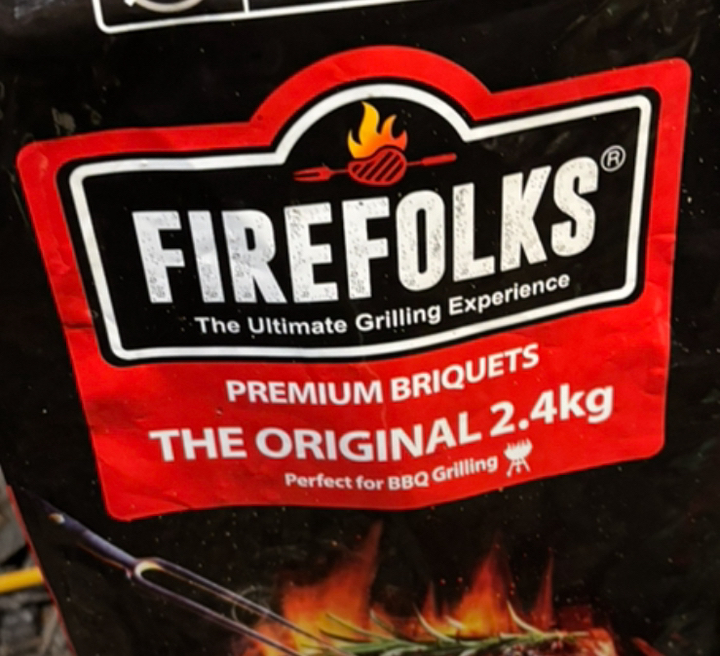 FIREFOLKS®
The Ultimate Grilling Experience
PREMIUM BRIQUETS
THE ORIGINAL 2.4kg
Perfect for BBQ Grilling